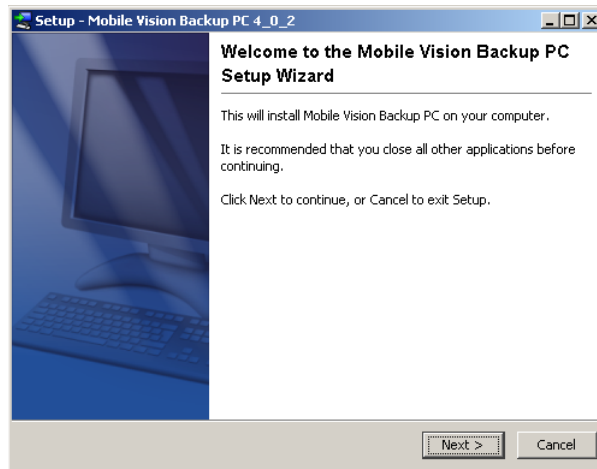 Setup - Mobile Vision Backup PC 4_0_2
Welcome to the Mobile Vision Backup PC
Setup Wizard
This will install Mobile Vision Backup PC on your computer.
It is recommended that you close all other applications before
continuing.
Click Next to continue, or Cancel to exit Setup.
Next >
Cancel